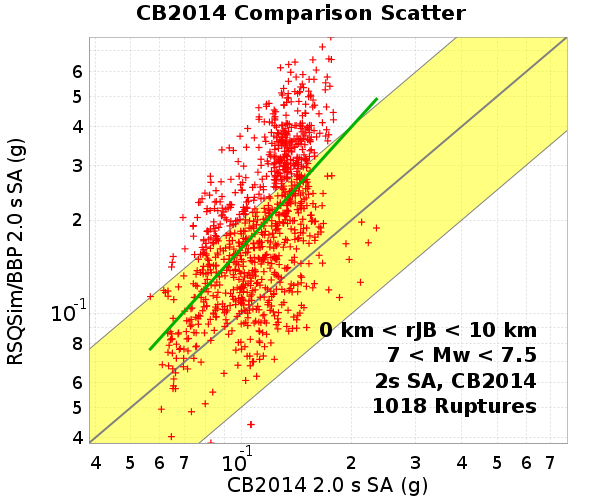 CB2014 Comparison Scatter
RSQSim/BBP 2.0 s SA (g)
6
5
4
3
2
10^-1
8
6
5
4
0 km < rJB < 10 km
7 < Mw < 7.5
2s SA, CB2014
1018 Ruptures
4 5 6 7 10^-1 2 3 4 5 6 7
CB2014 2.0 s SA (g)